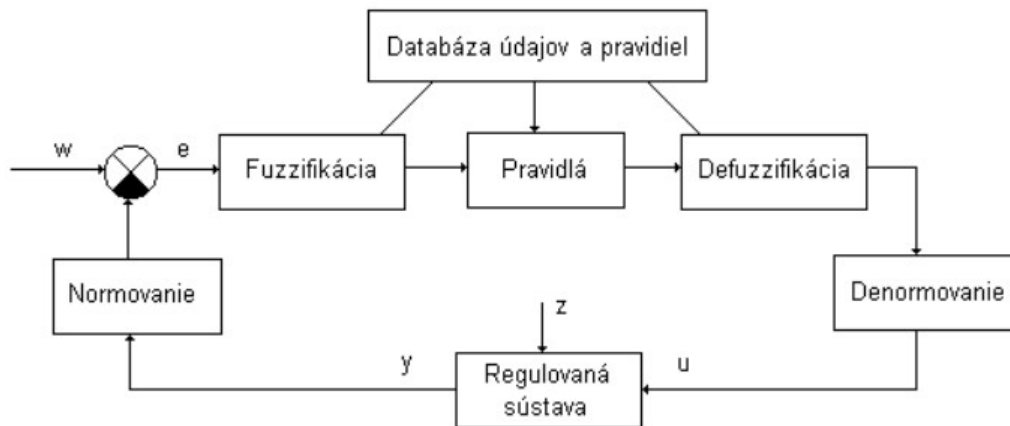 Databáza údajov a pravidiel
w
e
Fuzzifikácia
Pravidlá
Defuzzifikácia
Normovanie
Denormovanie
z
y
Regulovaná
sústava
u